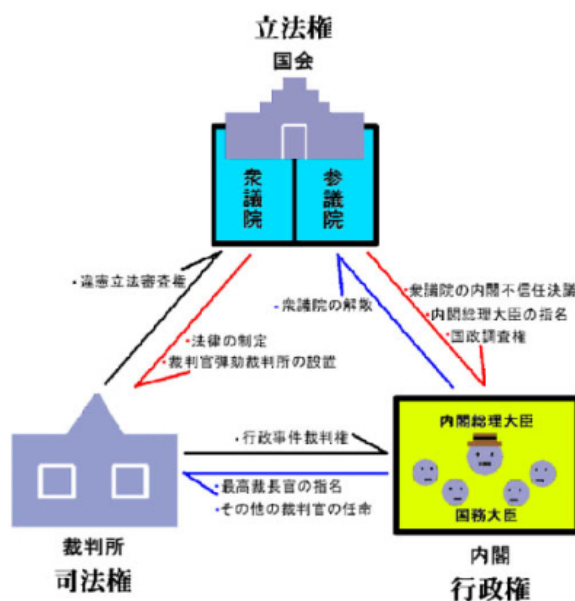 立法権
国会
衆議院
参議院
・違憲立法審査権
・衆議院の解散
・衆議院の内閣不信任決議
・内閣総理大臣の指名
・国政調査権
・法律の制定
・裁判官弾劾裁判所の設置
内閣総理大臣
・行政事件裁判権
・最高裁長官の指名
・その他の裁判官の任命
国務大臣
裁判所
司法権
内閣
行政権